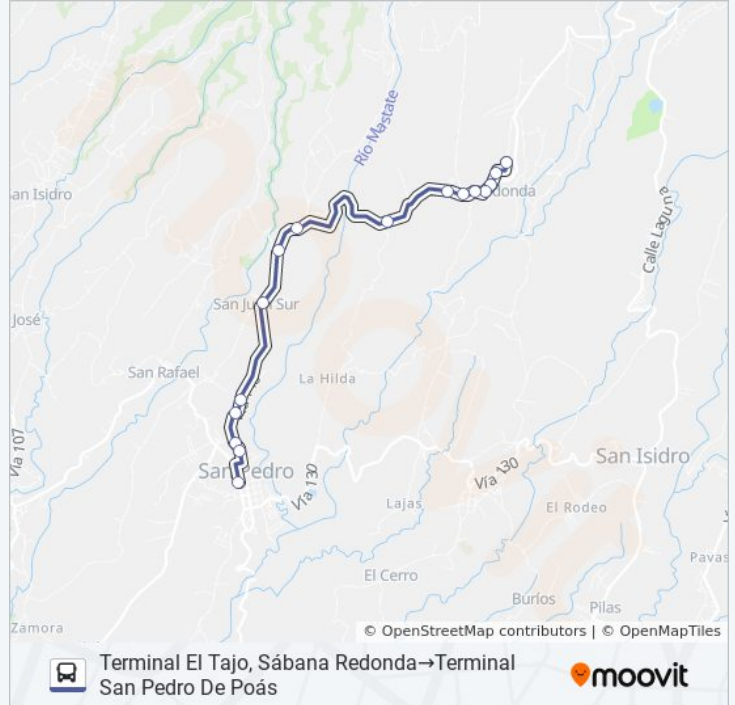 Río Mastate
an Isidro
donda
Calle Laguna
San Juan Sur
José
San Rafael
La Hilda
Vía 107
San Pedro
Vía 130
Vía 130
San Isidro
Lajas
El Rodeo
Pavas
El Cerro
Buríos
Pilas
Zamora
© OpenStreetMap contributors | © OpenMapTiles
Terminal El Tajo, Sábana Redonda→Terminal
San Pedro De Poás
moovit